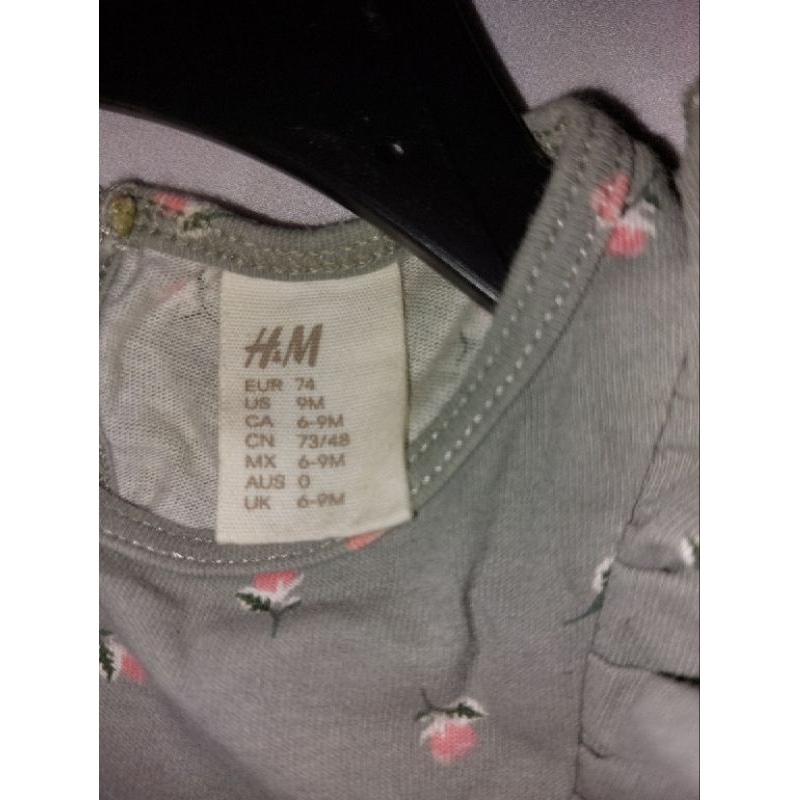 H&M
EUR 74
US 9M
CA 6-9M
CN 73/48
MX 6-9M
AUS 0
UK 6-9M